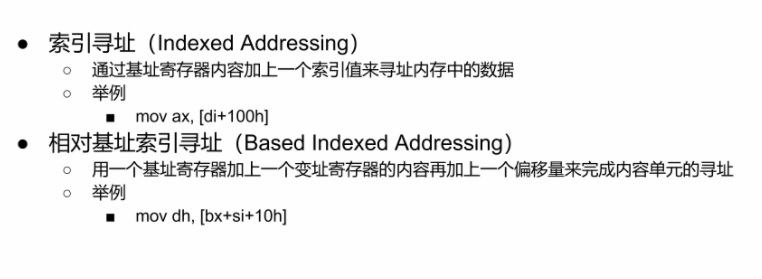 ● 索引寻址（Indexed Addressing）
○ 通过基址寄存器内容加上一个索引值来寻址内存中的数据
○ 举例
■ mov ax, [di+100h]
● 相对基址索引寻址（Based Indexed Addressing）
○ 用一个基址寄存器加上一个变址寄存器的内容再加上一个偏移量来完成内容单元的寻址
○ 举例
■ mov dh, [bx+si+10h]